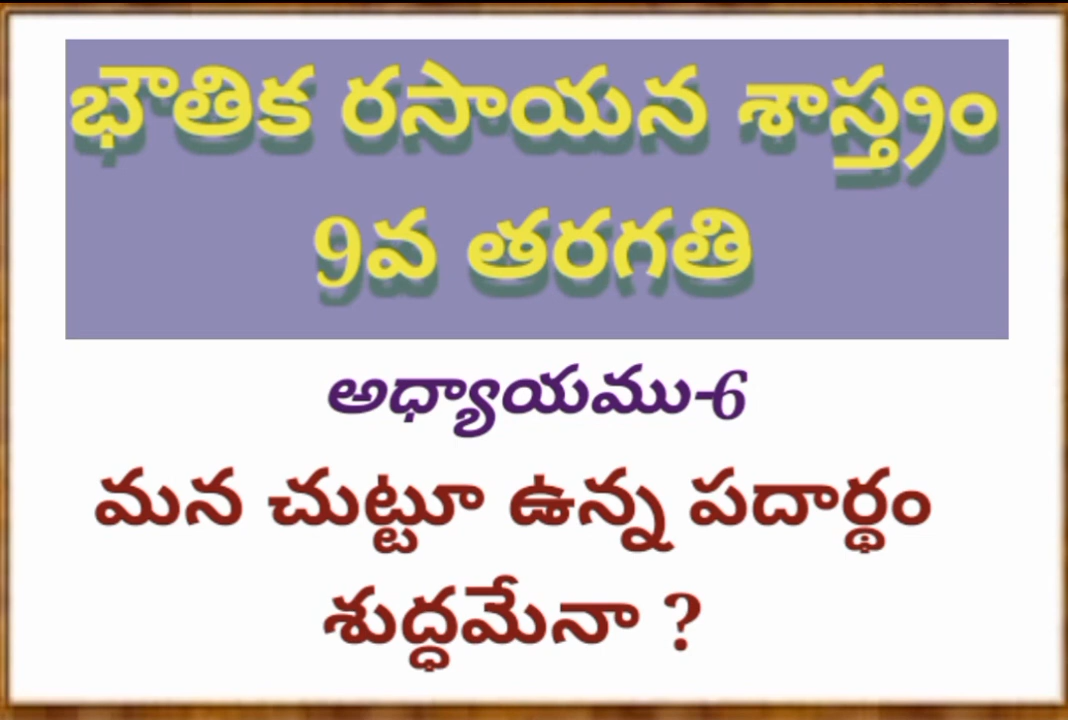 భౌతిక రసాయన శాస్త్రం
9వ తరగతి
అధ్యాయము-6
మన చుట్టూ ఉన్న పదార్థం
శుద్ధమేనా ?